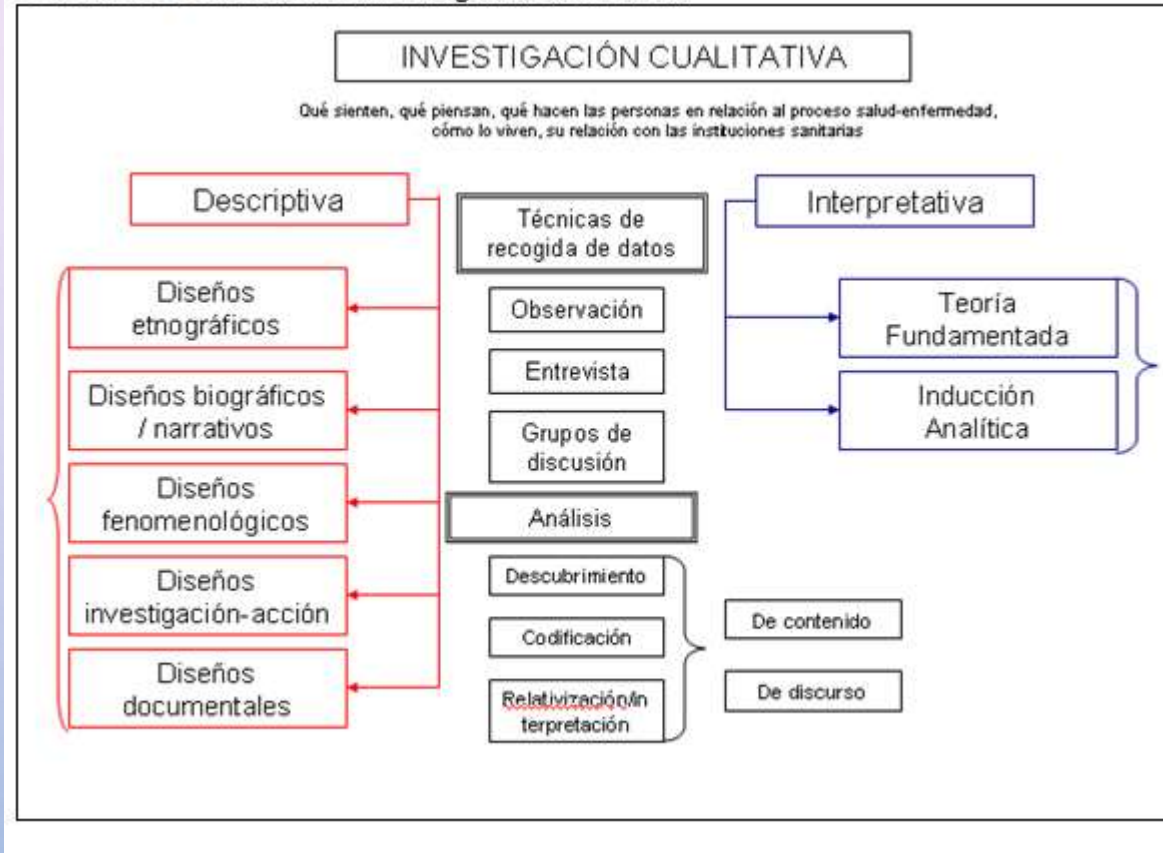 INVESTIGACIÓN CUALITATIVA
Qué sienten, qué piensan, qué hacen las personas en relación al proceso salud-enfermedad,
cómo lo viven, su relación con las instituciones sanitarias
Descriptiva
Diseños
etnográficos
Diseños biográficos
/ narrativos
Diseños
fenomenológicos
Diseños
investigación-acción
Diseños
documentales
Técnicas de
recogida de datos
Observación
Entrevista
Grupos de
discusión
Análisis
Descubrimiento
Codificación
Relativización/in
terpretación
De contenido
De discurso
Interpretativa
Teoría
Fundamentada
Inducción
Analítica